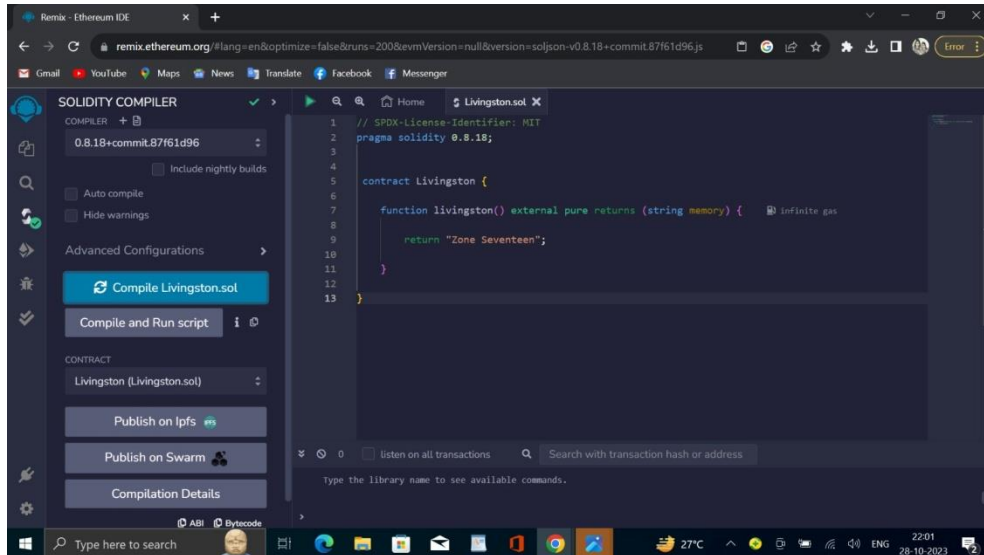 Remix - Ethereum IDE
remix.ethereum.org/#lang=en&optimize=false&runs=200&evmVersion=null&version=soljson-v0.8.18+commit.87f61d96.js
Error
Gmail YouTube Maps News Translate Facebook Messenger
SOLIDITY COMPILER
Home Livingston.sol
COMPILER
0.8.18+commit.87f61d96
Include nightly builds
Auto compile
Hide warnings
Advanced Configurations
Compile Livingston.sol
Compile and Run script
CONTRACT
Livingston (Livingston.sol)
Publish on Ipfs
Publish on Swarm
Compilation Details
ABI Bytecode
1 // SPDX-License-Identifier: MIT
2 pragma solidity 0.8.18;
3
4
5 contract Livingston {
6
7 function livingston() external pure returns (string memory) { infinite gas
8
9 return "Zone Seventeen";
10
11 }
12
13 }
0 listen on all transactions Search with transaction hash or address
Type the library name to see available commands.
>
Type here to search
27°C ENG 22:01
28-10-2023
2